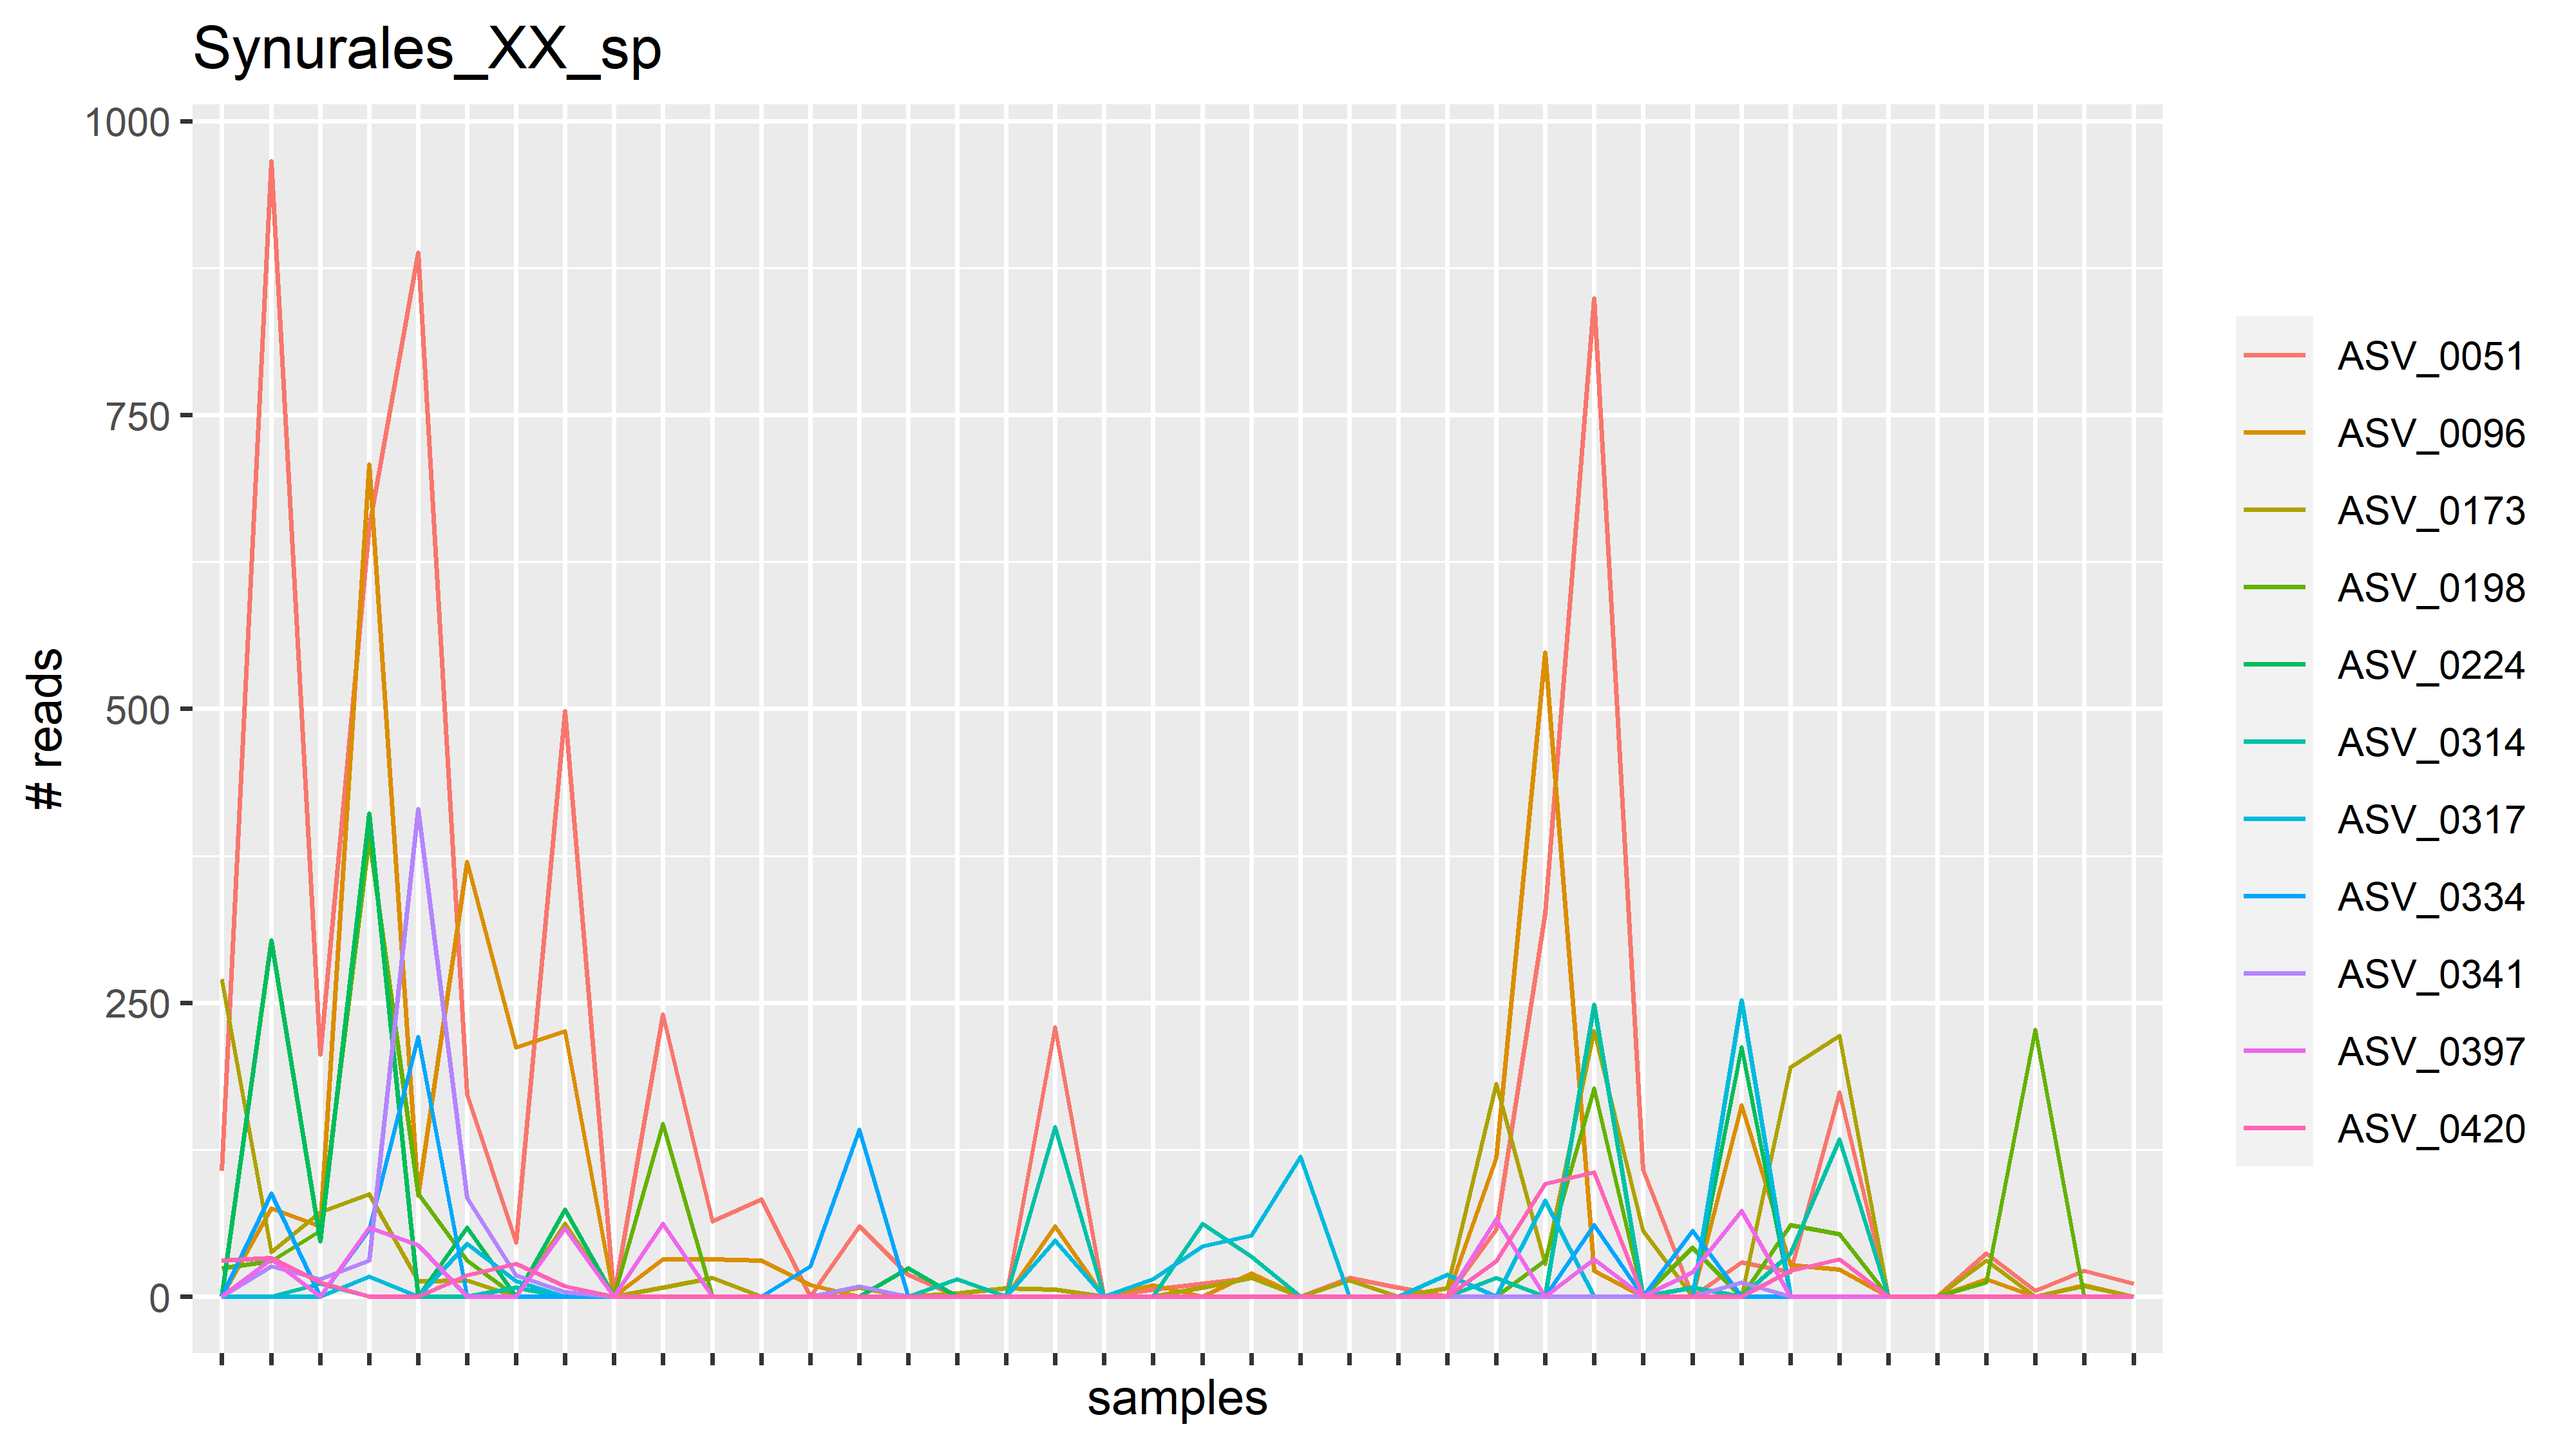 Synurales_XX_sp
1000
750
500
250
0
# reads
samples
ASV_0051
ASV_0096
ASV_0173
ASV_0198
ASV_0224
ASV_0314
ASV_0317
ASV_0334
ASV_0341
ASV_0397
ASV_0420